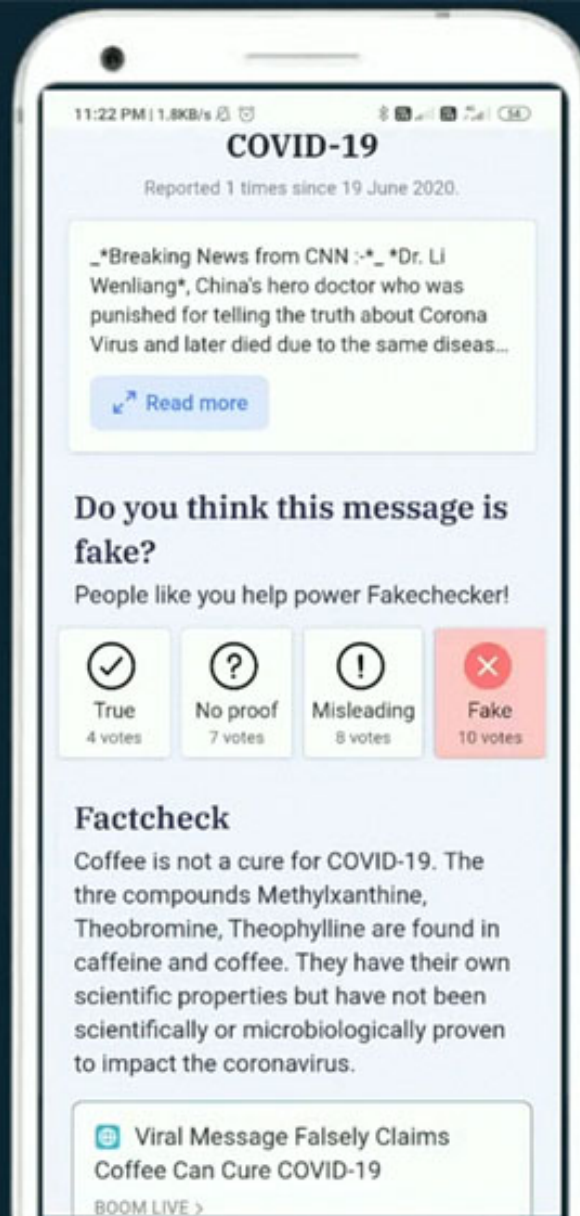 11:22 PM | 1.8KB/s
54
COVID-19
Reported 1 times since 19 June 2020.
_*Breaking News from CNN :-*_ *Dr. Li
Wenliang*, China's hero doctor who was
punished for telling the truth about Corona
Virus and later died due to the same diseas...
Read more
Do you think this message is
fake?
People like you help power Fakechecker!
True
4 votes
No proof
7 votes
Misleading
8 votes
Fake
10 votes
Factcheck
Coffee is not a cure for COVID-19. The
thre compounds Methylxanthine,
Theobromine, Theophylline are found in
caffeine and coffee. They have their own
scientific properties but have not been
scientifically or microbiologically proven
to impact the coronavirus.
Viral Message Falsely Claims
Coffee Can Cure COVID-19
BOOM LIVE >